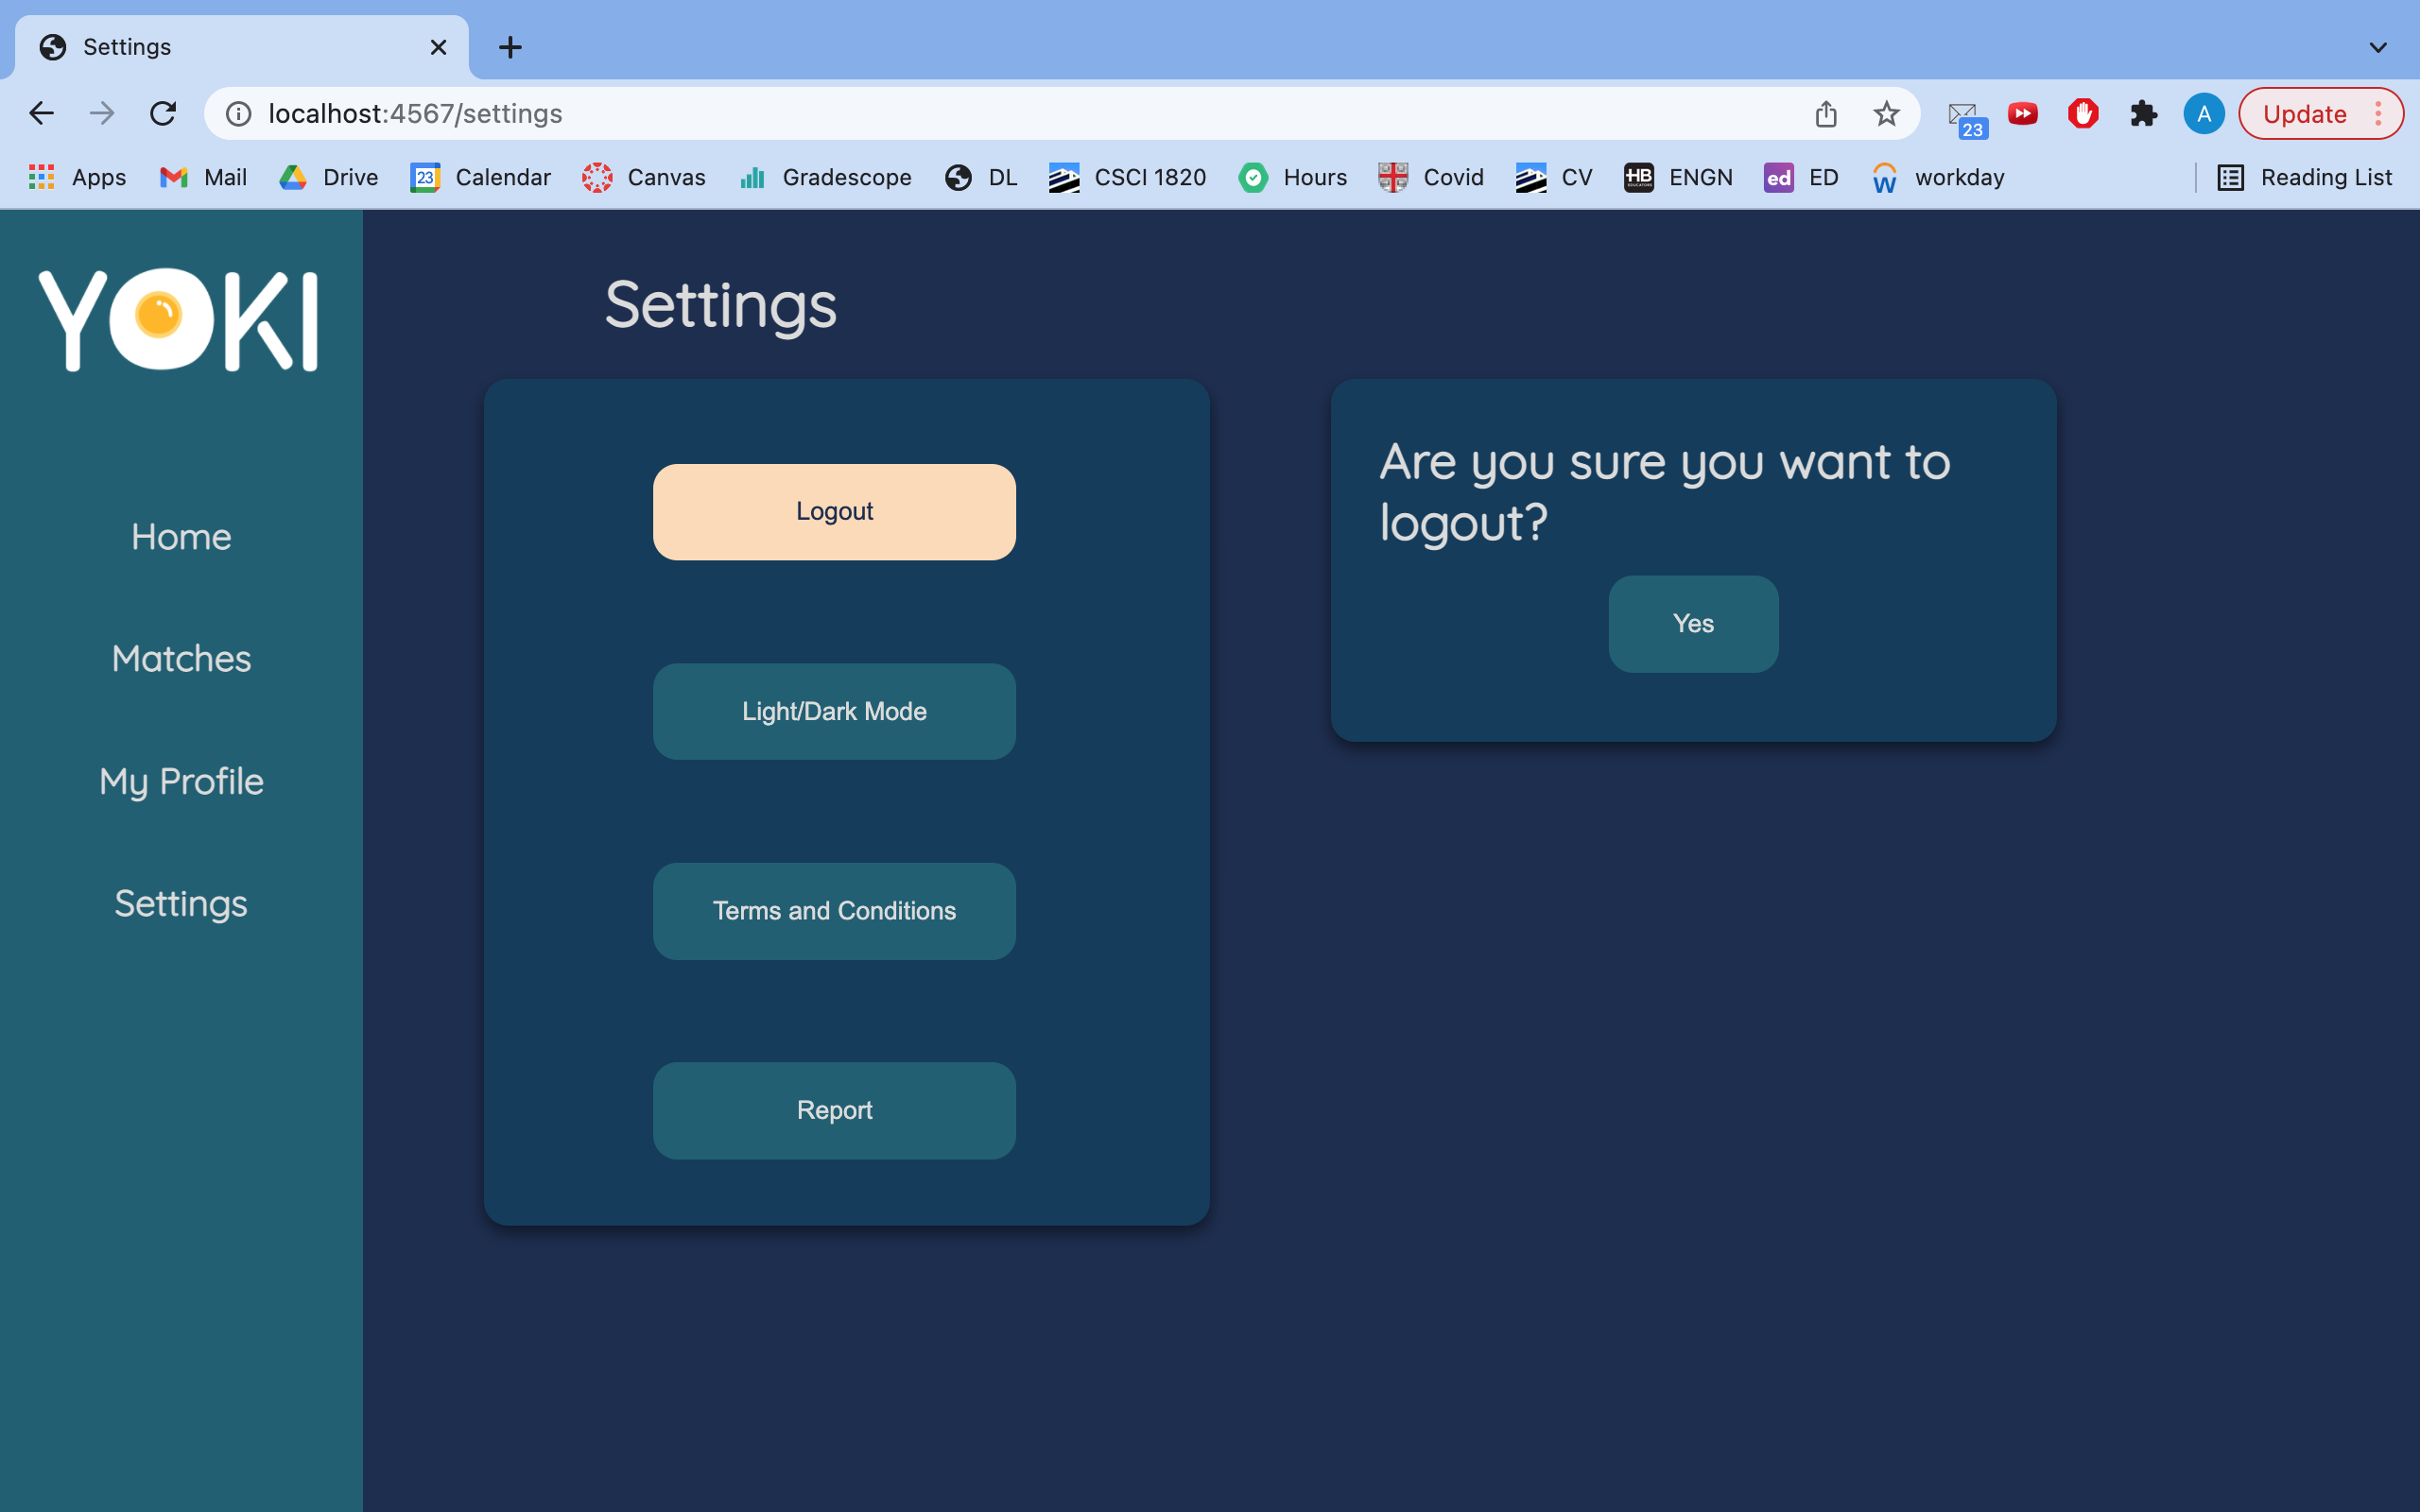 Settings
localhost:4567/settings
23
A
Update
Apps
Mail
Drive
23
Calendar
Canvas
Gradescope
DL
CSCI 1820
Hours
Covid
CV
HB
ENGN
ed
ED
W
workday
Reading List
YOKI
Home
Matches
My Profile
Settings
Settings
Logout
Light/Dark Mode
Terms and Conditions
Report
Are you sure you want to
logout?
Yes